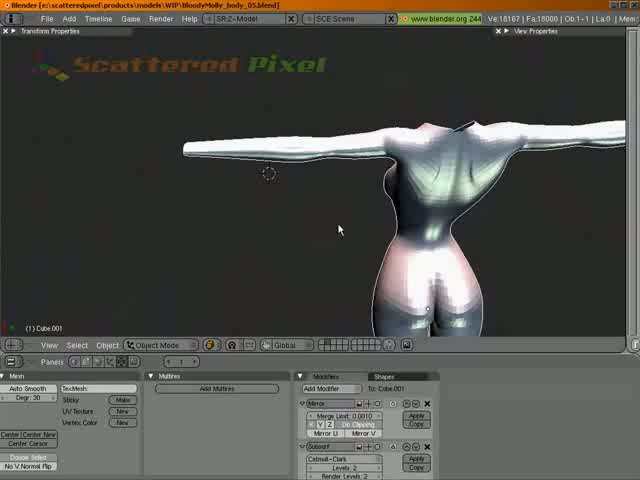 Blender [e:\scatteredpixel\products\models\WIP\BloodyMolly_body_05.blend]
File Add Timeline Game Render Help SR:2-Model SCE:Scene www.blender.org 244 Ve:18167 | Fa:18000 | Ob:1-1 | La:0 | Me
Transform Properties View Properties
Scattered Pixel
(1) Cube.001
View Select Object Object Mode Global
Panels 1
Mesh Multires Modifiers Shapes
Auto Smooth TexMesh: Add Multires Add Modifier To: Cube.001
Degr: 30 Sticky Make Mirror
UV Texture New Merge Limit: 0.0010 Apply
Vertex Color New X Y Z Do Clipping Copy
Center Center New Mirror U Mirror V
Center Cursor Subsurf
Double Sided Catmull-Clark Apply
No V.Normal Flip Levels: 2 Copy
Render Levels: 2